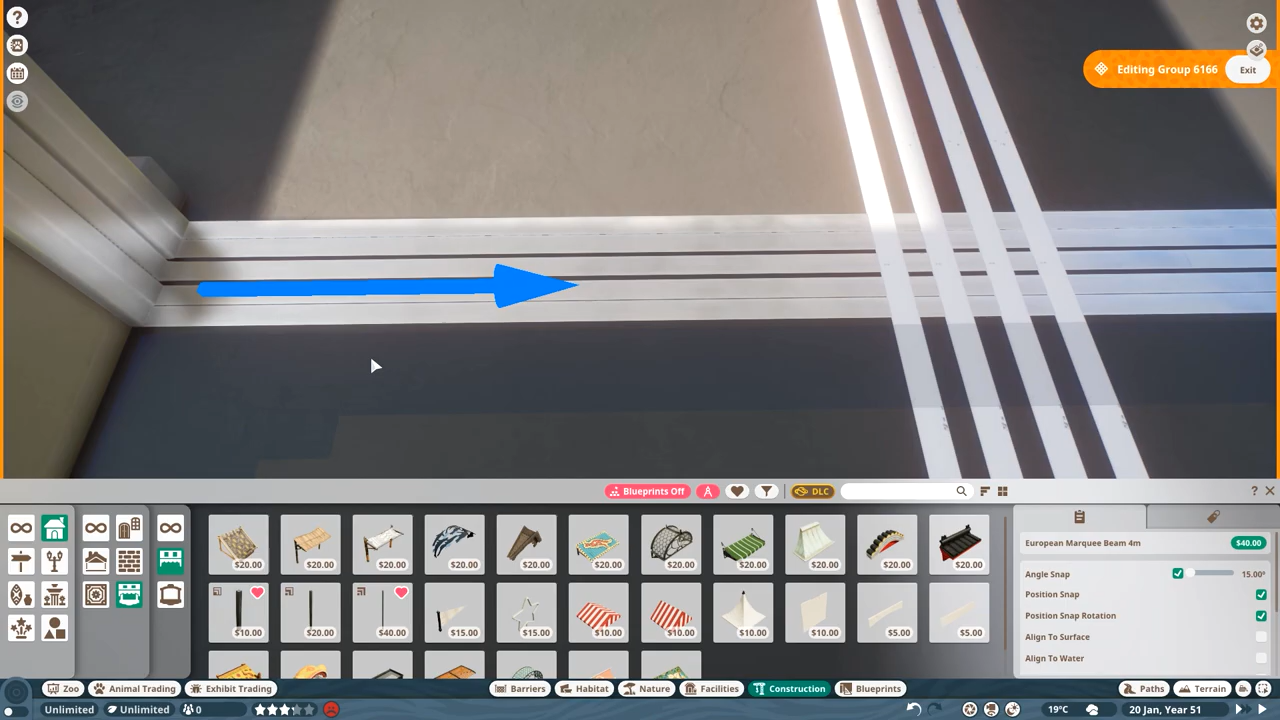 Editing Group 6166
Exit
Blueprints Off
DLC
$20.00 $20.00 $20.00 $20.00 $20.00 $20.00 $20.00 $20.00 $20.00 $20.00 $20.00
$10.00 $20.00 $40.00 $15.00 $15.00 $10.00 $10.00 $10.00 $10.00 $5.00 $5.00
European Marquee Beam 4m $40.00
Angle Snap 15.00°
Position Snap
Position Snap Rotation
Align To Surface
Align To Water
Zoo Animal Trading Exhibit Trading Barriers Habitat Nature Facilities Construction Blueprints Paths Terrain
Unlimited Unlimited 0 19°C 20 Jan, Year 51